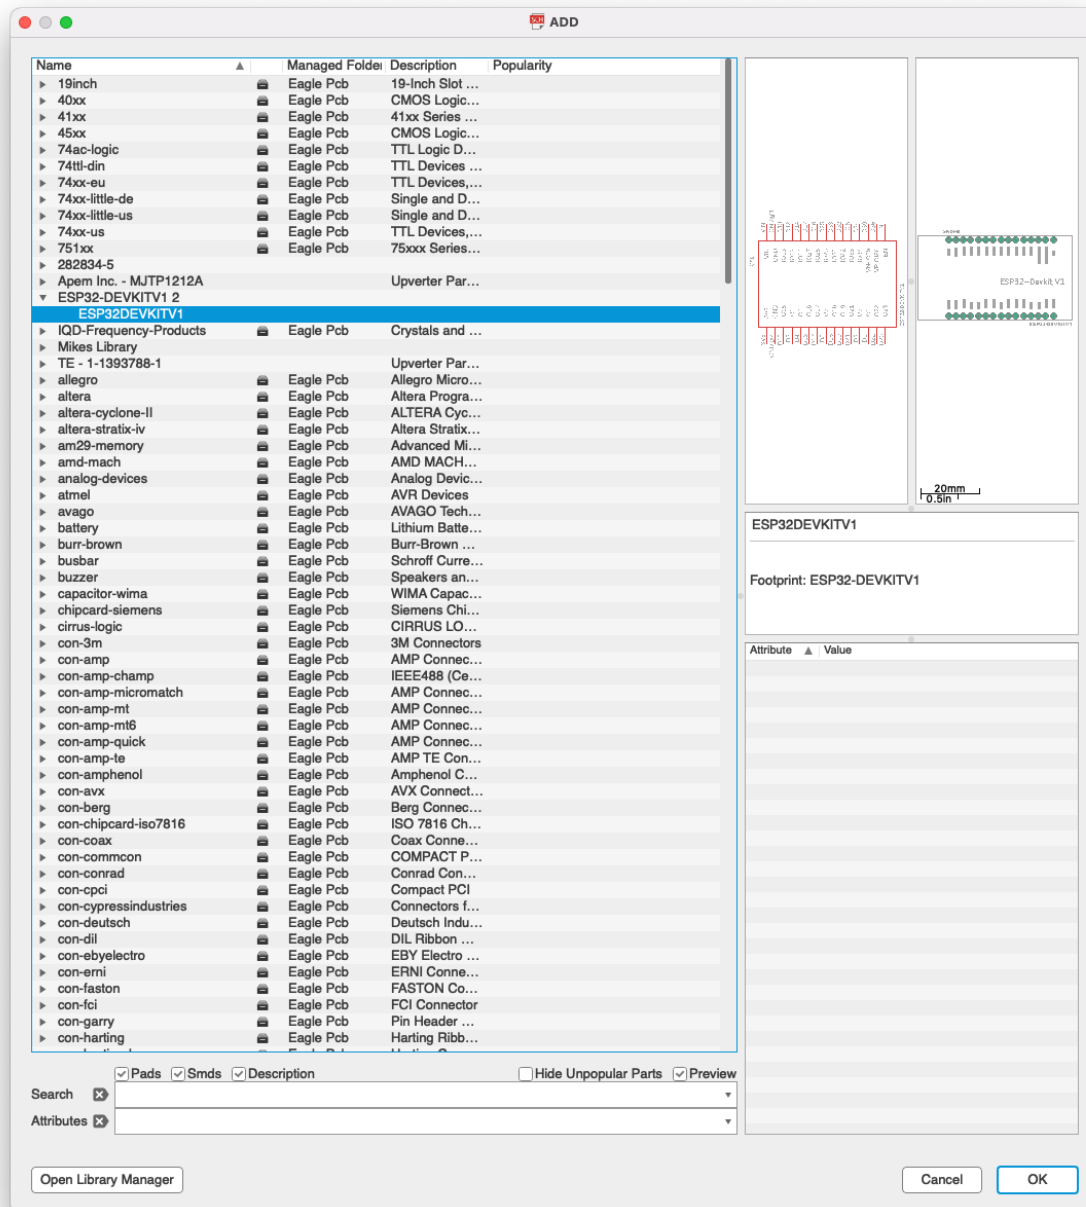 ADD
Name Managed Folder Description Popularity
19inch Eagle Pcb 19-Inch Slot ...
40xx Eagle Pcb CMOS Logic...
41xx Eagle Pcb 41xx Series ...
45xx Eagle Pcb CMOS Logic...
74ac-logic Eagle Pcb TTL Logic D...
74ttl-din Eagle Pcb TTL Devices ...
74xx-eu Eagle Pcb TTL Devices,...
74xx-little-de Eagle Pcb Single and D...
74xx-little-us Eagle Pcb Single and D...
74xx-us Eagle Pcb TTL Devices,...
751xx Eagle Pcb 75xxx Series...
282834-5
Apem Inc. - MJTP1212A Upverter Par...
ESP32-DEVKITV1 2
ESP32DEVKITV1
IQD-Frequency-Products Eagle Pcb Crystals and ...
Mikes Library
TE - 1-1393788-1 Upverter Par...
allegro Eagle Pcb Allegro Micro...
altera Eagle Pcb Altera Progra...
altera-cyclone-II Eagle Pcb ALTERA Cyc...
altera-stratix-iv Eagle Pcb Altera Stratix...
am29-memory Eagle Pcb Advanced Mi...
amd-mach Eagle Pcb AMD MACH...
analog-devices Eagle Pcb Analog Devic...
atmel Eagle Pcb AVR Devices
avago Eagle Pcb AVAGO Tech...
battery Eagle Pcb Lithium Batte...
burr-brown Eagle Pcb Burr-Brown ...
busbar Eagle Pcb Schroff Curre...
buzzer Eagle Pcb Speakers an...
capacitor-wima Eagle Pcb WIMA Capac...
chipcard-siemens Eagle Pcb Siemens Chi...
cirrus-logic Eagle Pcb CIRRUS LO...
con-3m Eagle Pcb 3M Connectors
con-amp Eagle Pcb AMP Connec...
con-amp-champ Eagle Pcb IEEE488 (Ce...
con-amp-micromatch Eagle Pcb AMP Connec...
con-amp-mt Eagle Pcb AMP Connec...
con-amp-mt6 Eagle Pcb AMP Connec...
con-amp-quick Eagle Pcb AMP Connec...
con-amp-te Eagle Pcb AMP TE Con...
con-amphenol Eagle Pcb Amphenol C...
con-avx Eagle Pcb AVX Connect...
con-berg Eagle Pcb Berg Connec...
con-chipcard-iso7816 Eagle Pcb ISO 7816 Ch...
con-coax Eagle Pcb Coax Conne...
con-commcon Eagle Pcb COMPACT P...
con-conrad Eagle Pcb Conrad Con...
con-cpci Eagle Pcb Compact PCI
con-cypressindustries Eagle Pcb Connectors f...
con-deutsch Eagle Pcb Deutsch Indu...
con-dil Eagle Pcb DIL Ribbon ...
con-ebyelectro Eagle Pcb EBY Electro ...
con-erni Eagle Pcb ERNI Conne...
con-faston Eagle Pcb FASTON Co...
con-fci Eagle Pcb FCI Connector
con-garry Eagle Pcb Pin Header ...
con-harting Eagle Pcb Harting Ribb...
Pads Smds Description Hide Unpopular Parts Preview
Search
Attributes
Open Library Manager
ESP32-Devkit V1
20mm
0.5in
ESP32DEVKITV1
Footprint: ESP32-DEVKITV1
Attribute Value
Cancel OK